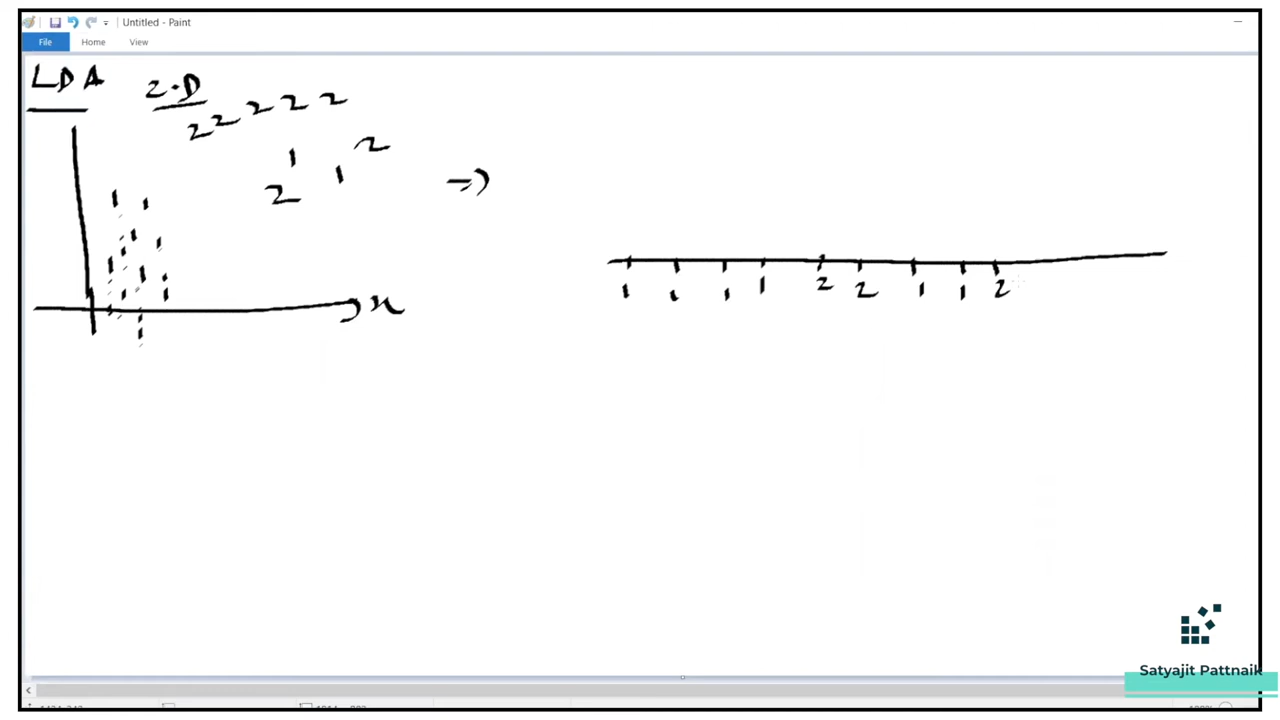 Untitled - Paint
File Home View
LDA 2.D
2 2 2 2 2
1 2
2 1
x
1 1 1 1 2 2 1 1 2
Satyajit Pattnaik